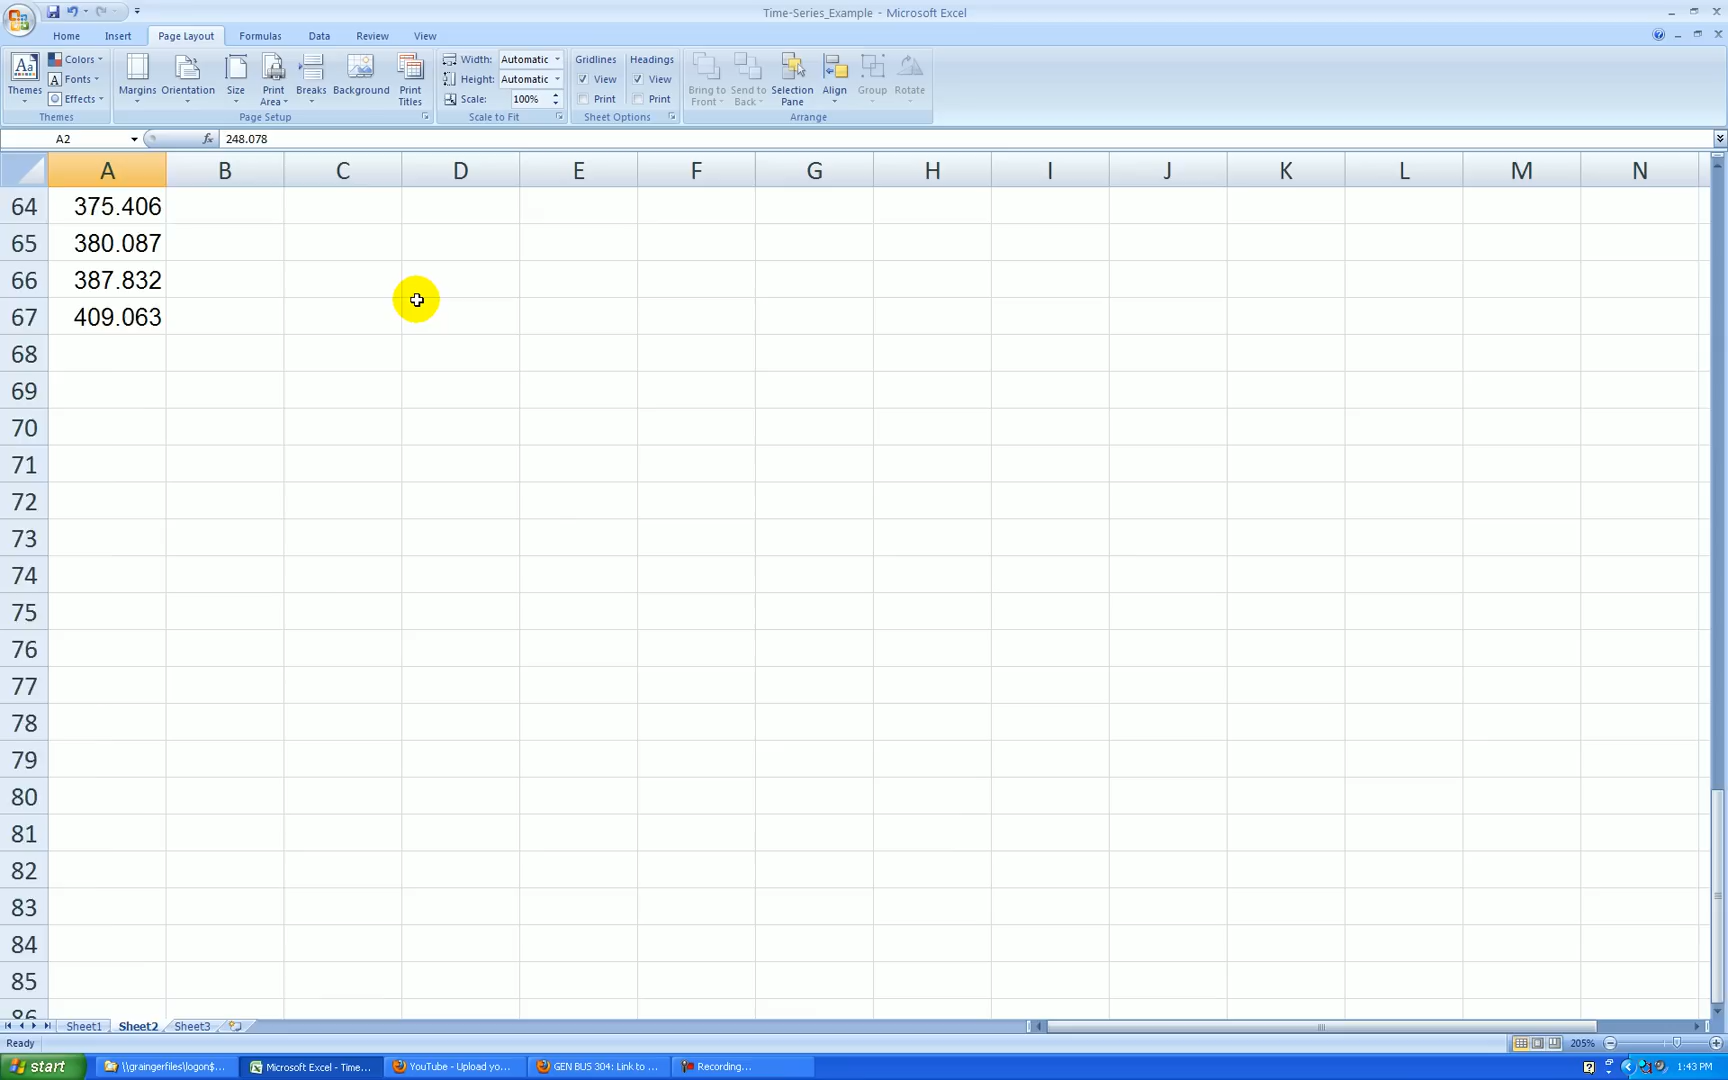 Time-Series_Example - Microsoft Excel
Home Insert Page Layout Formulas Data Review View
Aa Themes Colors Fonts Effects Themes
Margins Orientation Size Print Area Breaks Background Print Titles Page Setup
Width: Automatic
Height: Automatic
Scale: 100%
Scale to Fit
Gridlines View Print
Headings View Print
Sheet Options
Bring to Front Send to Back Selection Pane Align Group Rotate Arrange
A2 fx 248.078
A B C D E F G H I J K L M N
64 375.406
65 380.087
66 387.832
67 409.063
68
69
70
71
72
73
74
75
76
77
78
79
80
81
82
83
84
85
86
Sheet1 Sheet2 Sheet3
Ready 205%
start \\graingerfiles\logon$... Microsoft Excel - Time... YouTube - Upload yo... GEN BUS 304: Link to ... Recording... 1:43 PM